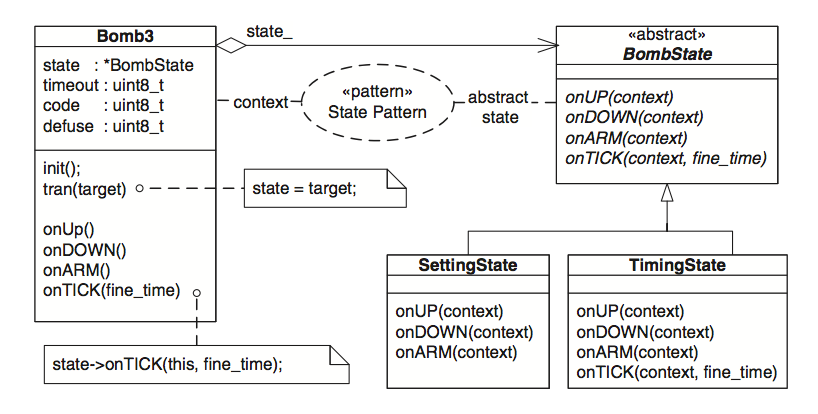 Bomb3
state : *BombState
timeout : uint8_t
code : uint8_t
defuse : uint8_t
init();
tran(target)
onUp()
onDOWN()
onARM()
onTICK(fine_time)
state_
context
«pattern»
State Pattern
abstract
state
state = target;
state->onTICK(this, fine_time);
«abstract»
BombState
onUP(context)
onDOWN(context)
onARM(context)
onTICK(context, fine_time)
SettingState
onUP(context)
onDOWN(context)
onARM(context)
TimingState
onUP(context)
onDOWN(context)
onARM(context)
onTICK(context, fine_time)